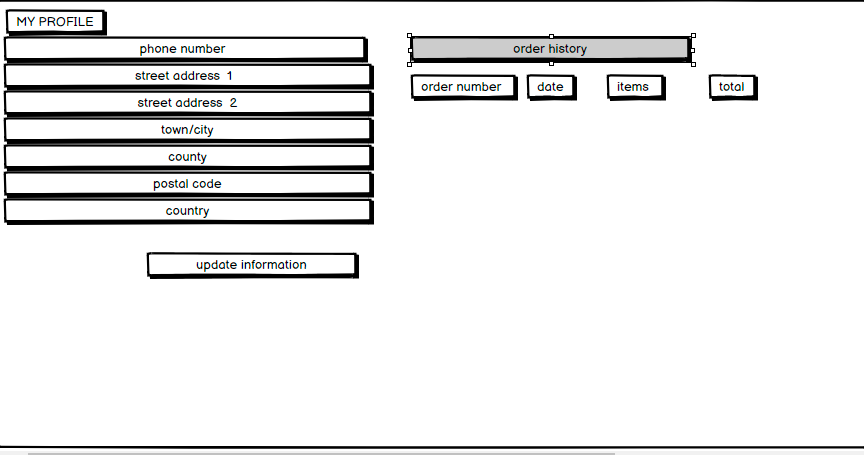 MY PROFILE
phone number
street address 1
street address 2
town/city
county
postal code
country
update information
order history
order number
date
items
total